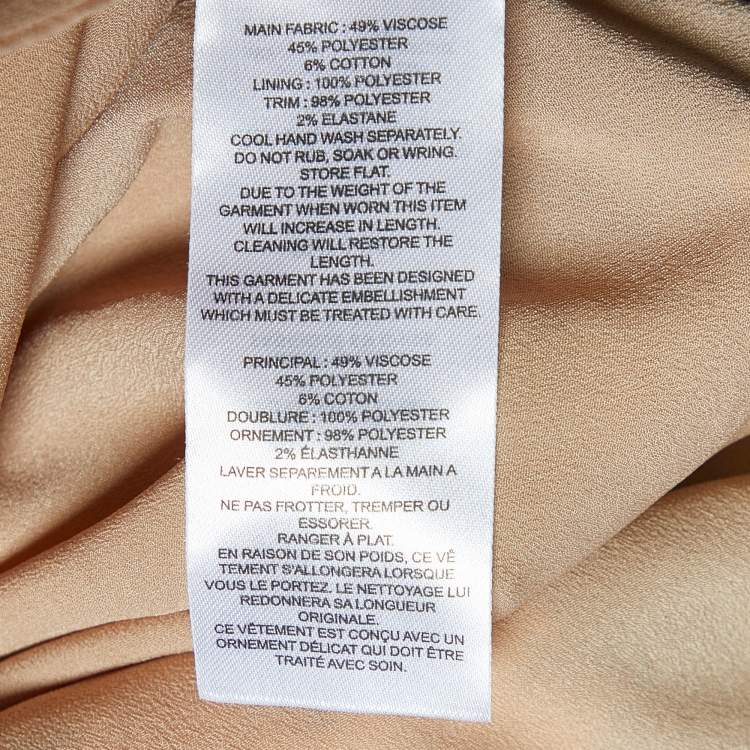 MAIN FABRIC : 49% VISCOSE
45% POLYESTER
6% COTTON
LINING : 100% POLYESTER
TRIM : 98% POLYESTER
2% ELASTANE
COOL HAND WASH SEPARATELY.
DO NOT RUB, SOAK OR WRING.
STORE FLAT.
DUE TO THE WEIGHT OF THE
GARMENT WHEN WORN THIS ITEM
WILL INCREASE IN LENGTH.
CLEANING WILL RESTORE THE
LENGTH.
THIS GARMENT HAS BEEN DESIGNED
WITH A DELICATE EMBELLISHMENT
WHICH MUST BE TREATED WITH CARE.
PRINCIPAL : 49% VISCOSE
45% POLYESTER
6% COTON
DOUBLURE : 100% POLYESTER
ORNEMENT : 98% POLYESTER
2% ÉLASTHANNE
LAVER SEPAREMENT A LA MAIN A
FROID.
NE PAS FROTTER, TREMPER OU
ESSORER.
RANGER À PLAT.
EN RAISON DE SON POIDS, CE VÊ
TEMENT S'ALLONGERA LORSQUE
VOUS LE PORTEZ. LE NETTOYAGE LUI
REDONNERA SA LONGUEUR
ORIGINALE.
CE VÊTEMENT EST CONÇU AVEC UN
ORNEMENT DÉLICAT QUI DOIT ÊTRE
TRAITÉ AVEC SOIN.